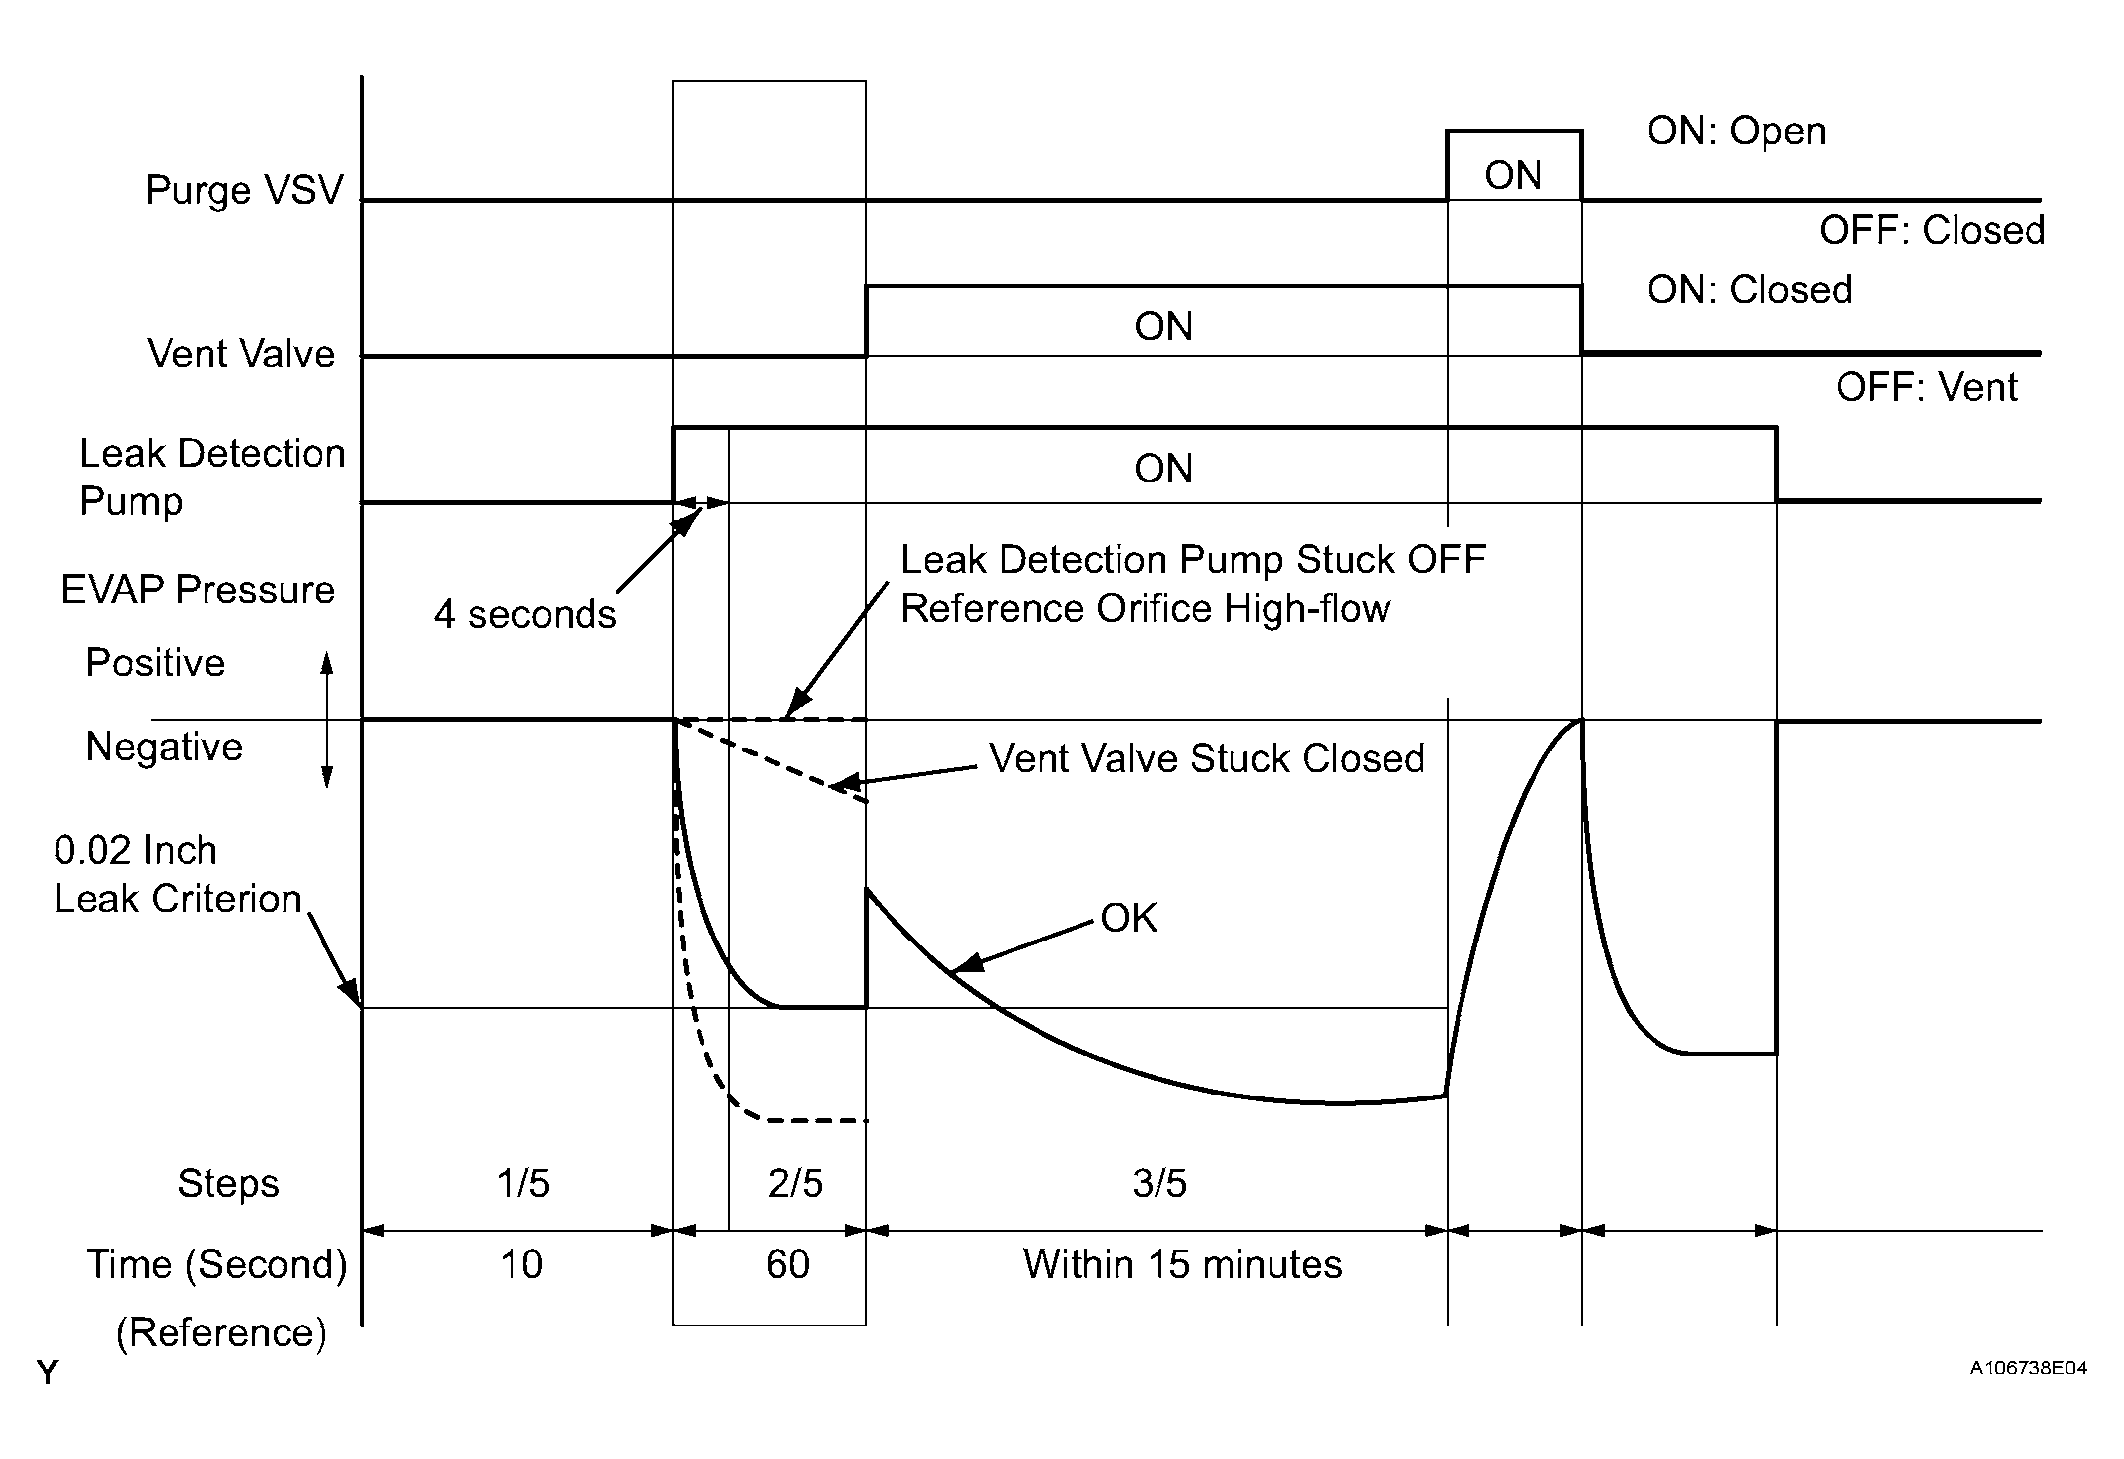 ON: Open
Purge VSV
ON
OFF: Closed
ON: Closed
Vent Valve
ON
OFF: Vent
Leak Detection
Pump
ON
Leak Detection Pump Stuck OFF
Reference Orifice High-flow
EVAP Pressure
4 seconds
Positive
Negative
Vent Valve Stuck Closed
0.02 Inch
Leak Criterion
OK
Steps 1/5 2/5 3/5
Time (Second) 10 60 Within 15 minutes
(Reference)
Y
A106738E04